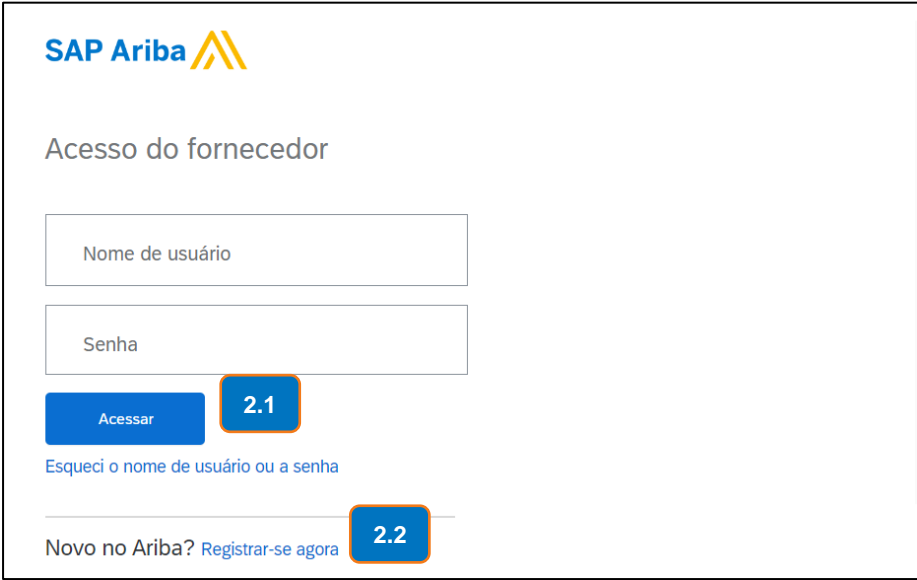 SAP Ariba
Acesso do fornecedor
Nome de usuário
Senha
Acessar
2.1
Esqueci o nome de usuário ou a senha
2.2
Novo no Ariba? Registrar-se agora